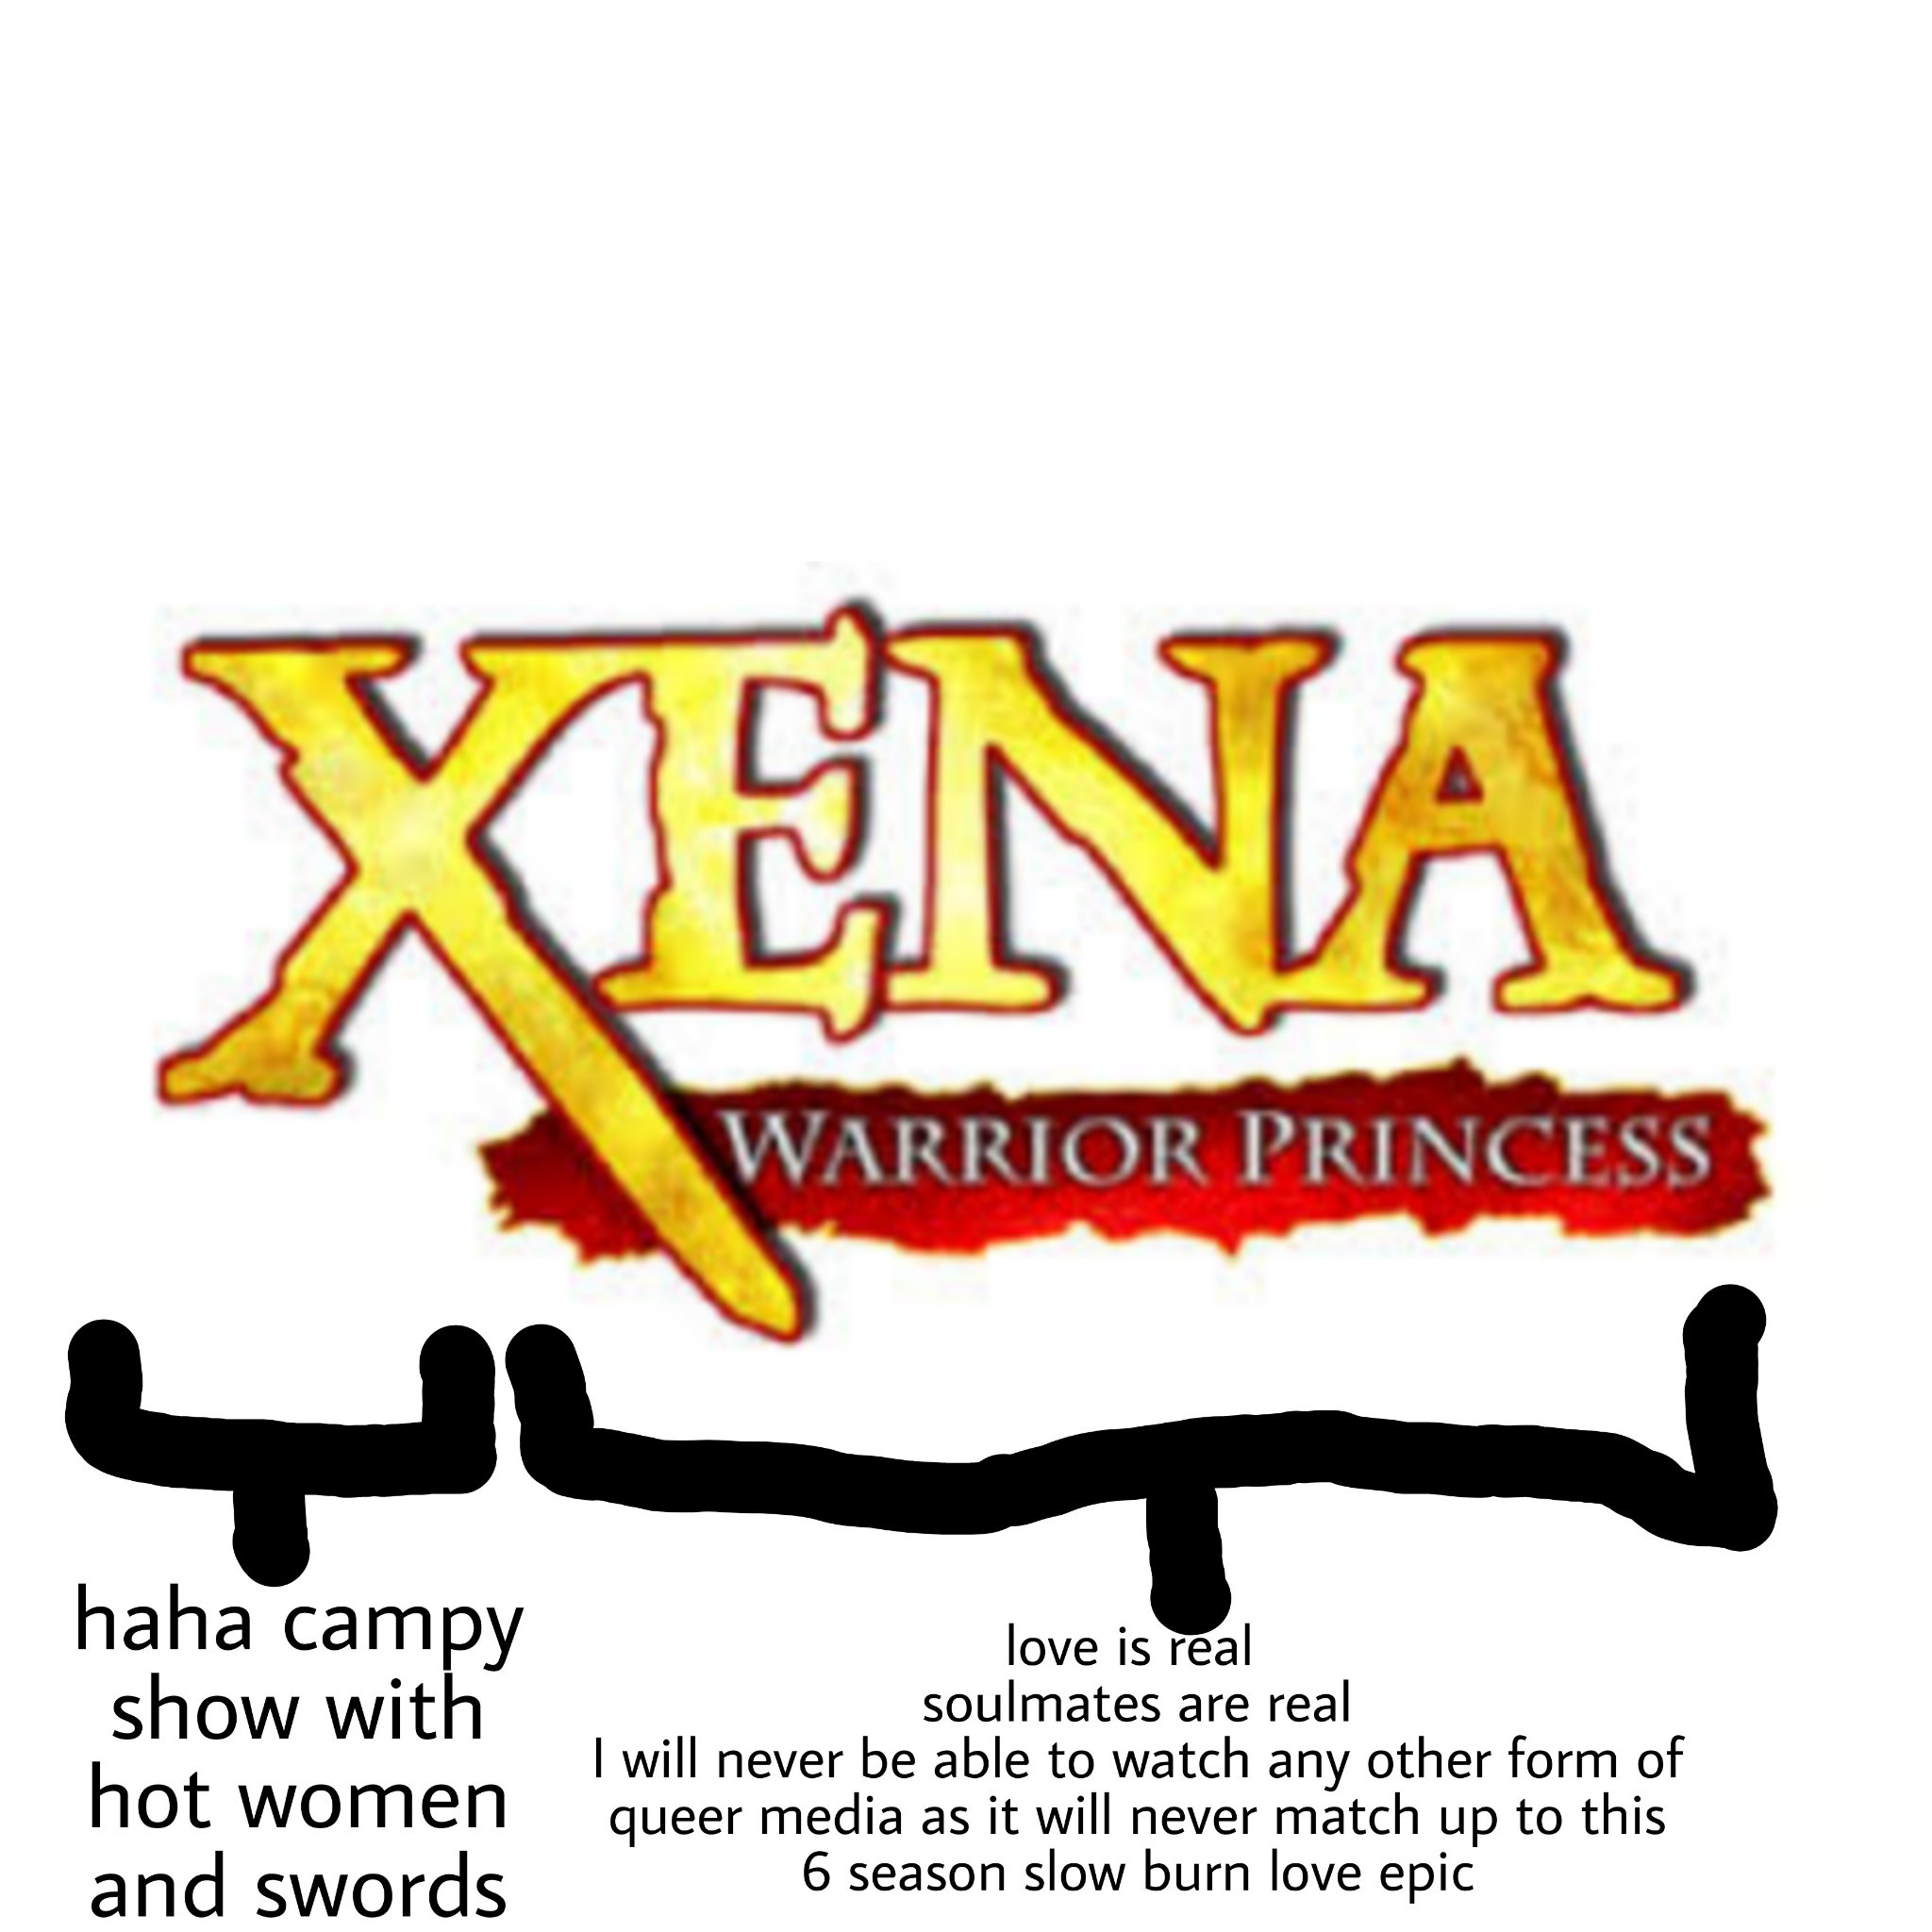 XENA
WARRIOR PRINCESS
haha campy
show with
hot women
and swords
love is real
soulmates are real
I will never be able to watch any other form of
queer media as it will never match up to this
6 season slow burn love epic